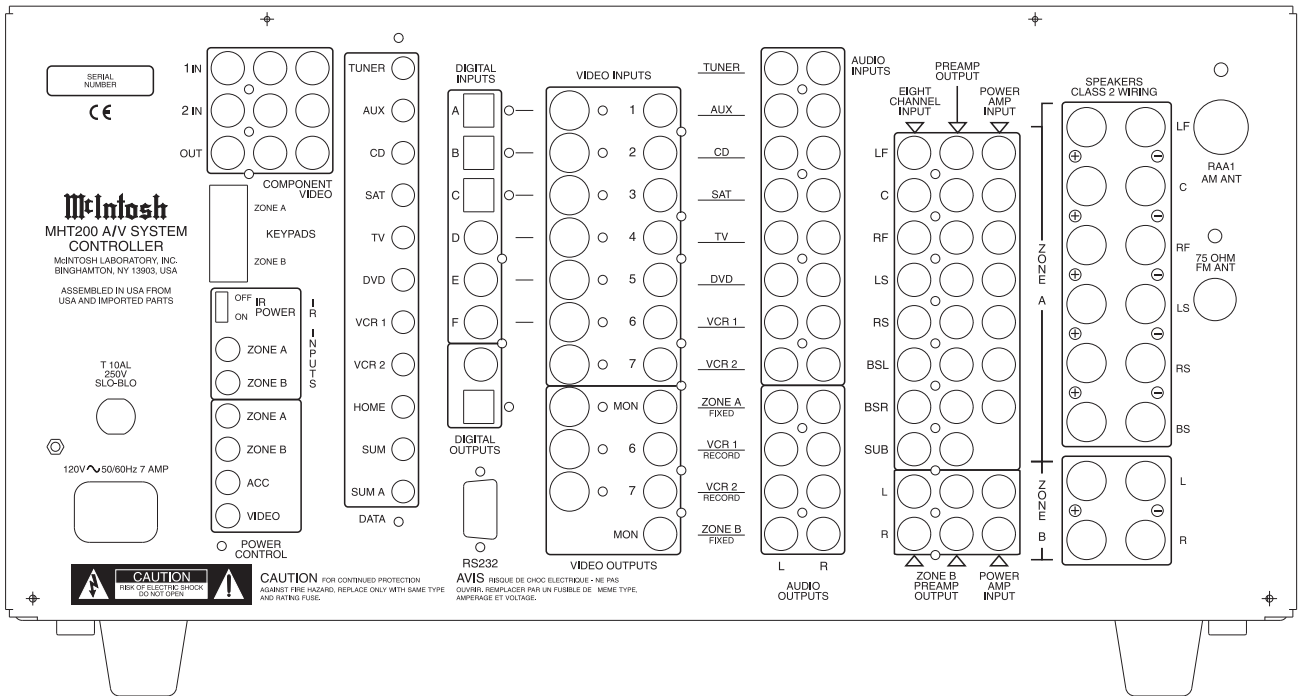 SERIAL
NUMBER
CE
McIntosh
MHT200 A/V SYSTEM
CONTROLLER
McINTOSH LABORATORY, INC.
BINGHAMTON, NY 13903, USA
ASSEMBLED IN USA FROM
USA AND IMPORTED PARTS
T 10AL
250V
SLO-BLO
120V 50/60Hz 7 AMP
1 IN
2 IN
OUT
COMPONENT
VIDEO
ZONE A
KEYPADS
ZONE B
OFF
ON
IR
POWER
ZONE A
ZONE B
IR INPUTS
ZONE A
ZONE B
ACC
VIDEO
POWER
CONTROL
TUNER
AUX
CD
SAT
TV
DVD
VCR 1
VCR 2
HOME
SUM
SUM A
DATA
DIGITAL
INPUTS
A
B
C
D
E
F
DIGITAL
OUTPUTS
RS232
VIDEO INPUTS
1
2
3
4
5
6
7
MON
6
7
MON
VIDEO OUTPUTS
TUNER
AUX
CD
SAT
TV
DVD
VCR 1
VCR 2
ZONE A
FIXED
VCR 1
RECORD
VCR 2
RECORD
ZONE B
FIXED
AUDIO
INPUTS
L R
AUDIO
OUTPUTS
PREAMP
OUTPUT
EIGHT
CHANNEL
INPUT
POWER
AMP
INPUT
LF
C
RF
LS
RS
BSL
BSR
SUB
L
R
ZONE B
PREAMP
OUTPUT
POWER
AMP
INPUT
ZONE A
ZONE B
SPEAKERS
CLASS 2 WIRING
LF
+ −
C
+ −
RF
+ −
LS
+ −
RS
+ −
BS
L
+ −
R
RAA1
AM ANT
75 OHM
FM ANT
CAUTION
RISK OF ELECTRIC SHOCK
DO NOT OPEN
CAUTION FOR CONTINUED PROTECTION
AGAINST FIRE HAZARD, REPLACE ONLY WITH SAME TYPE
AND RATING FUSE.
AVIS RISQUE DE CHOC ELECTRIQUE - NE PAS
OUVRIR. REMPLACER PAR UN FUSIBLE DE MEME TYPE,
AMPERAGE ET VOLTAGE.